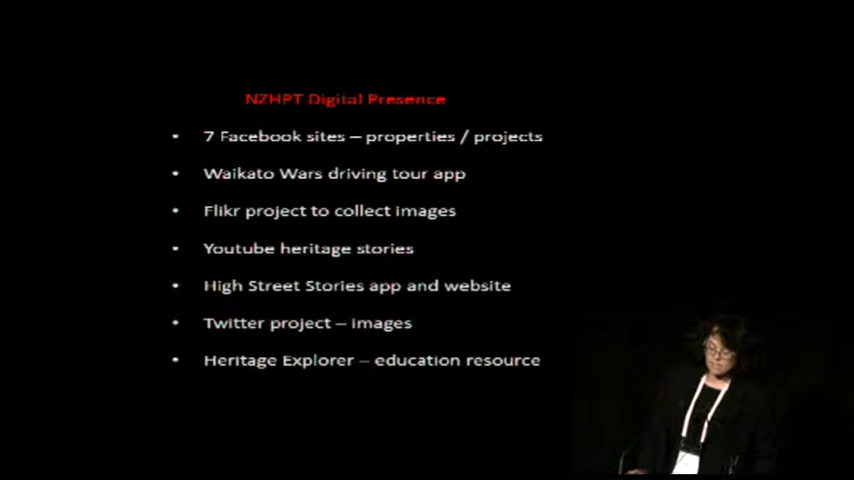 NZHPT Digital Presence
• 7 Facebook sites – properties / projects
• Waikato Wars driving tour app
• Flikr project to collect images
• Youtube heritage stories
• High Street Stories app and website
• Twitter project – images
• Heritage Explorer – education resource